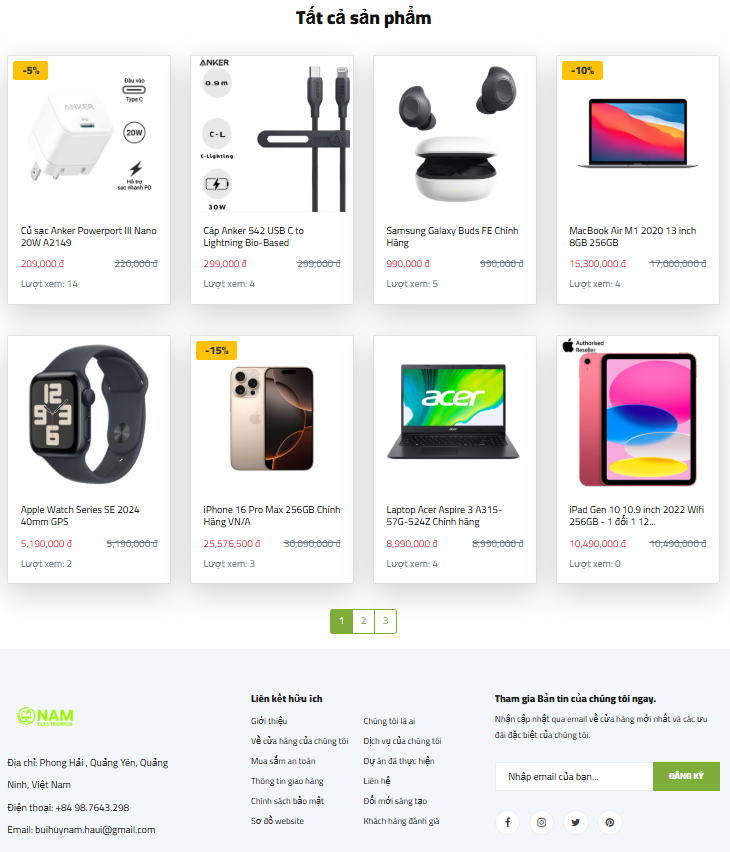 Tất cả sản phẩm
-5%
ANKER
Đầu vào
Type C
20W
Hỗ trợ
sạc nhanh PD
Củ sạc Anker Powerport III Nano
20W A2149
209,000 đ 220,000 đ
Lượt xem: 14
ANKER
0.9m
C-L
C-Lighting
30W
Cáp Anker 542 USB C to
Lightning Bio-Based
299,000 đ 299,000 đ
Lượt xem: 4
Samsung Galaxy Buds FE Chính
Hãng
990,000 đ 990,000 đ
Lượt xem: 5
-10%
MacBook Air M1 2020 13 inch
8GB 256GB
15,300,000 đ 17,000,000 đ
Lượt xem: 4
12
9 3
6
Apple Watch Series SE 2024
40mm GPS
5,190,000 đ 5,190,000 đ
Lượt xem: 2
-15%
iPhone 16 Pro Max 256GB Chính
Hãng VN/A
25,576,500 đ 30,090,000 đ
Lượt xem: 3
acer
acer
Laptop Acer Aspire 3 A315-
57G-524Z Chính hãng
8,990,000 đ 8,990,000 đ
Lượt xem: 4
Authorised
Reseller
iPad Gen 10 10.9 inch 2022 Wifi
256GB - 1 đổi 1 12...
10,490,000 đ 10,490,000 đ
Lượt xem: 0
1 2 3
NAM
ELECTRONICS
Địa chỉ: Phong Hải , Quảng Yên, Quảng
Ninh, Việt Nam
Điện thoại: +84 98.7643.298
Email: buihuynam.haui@gmail.com
Liên kết hữu ích
Giới thiệu
Về cửa hàng của chúng tôi
Mua sắm an toàn
Thông tin giao hàng
Chính sách bảo mật
Sơ đồ website
Chúng tôi là ai
Dịch vụ của chúng tôi
Dự án đã thực hiện
Liên hệ
Đổi mới sáng tạo
Khách hàng đánh giá
Tham gia Bản tin của chúng tôi ngay.
Nhận cập nhật qua email về cửa hàng mới nhất và các ưu
đãi đặc biệt của chúng tôi.
Nhập email của bạn...
ĐĂNG KÝ